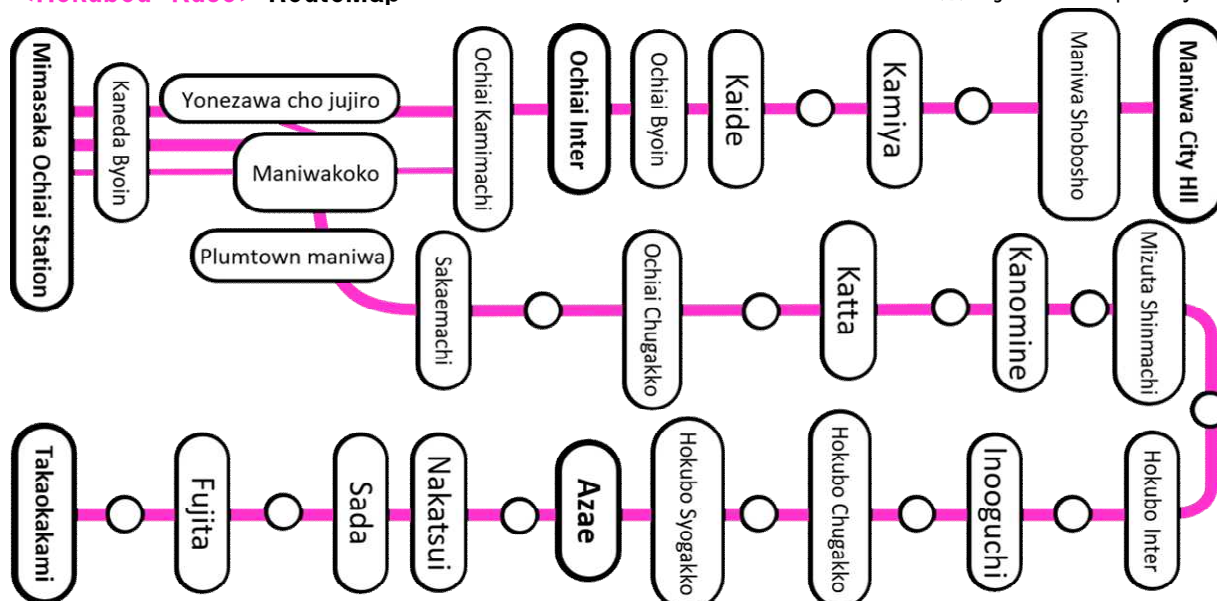 RouteMap
Mimasaka Ochiai Station
Kaneda Byoin
Yonezawa cho jujiro
Maniwakoko
Plumtown maniwa
Ochiai Kamimachi
Ochiai Inter
Ochiai Byoin
Kaide
Kamiya
Maniwa Shobosho
Maniwa City Hll
Sakaemachi
Ochiai Chugakko
Katta
Kanomine
Mizuta Shinmachi
Takaokakami
Fujita
Sada
Nakatsui
Azae
Hokubo Syogakko
Hokubo Chugakko
Inooguchi
Hokubo Inter